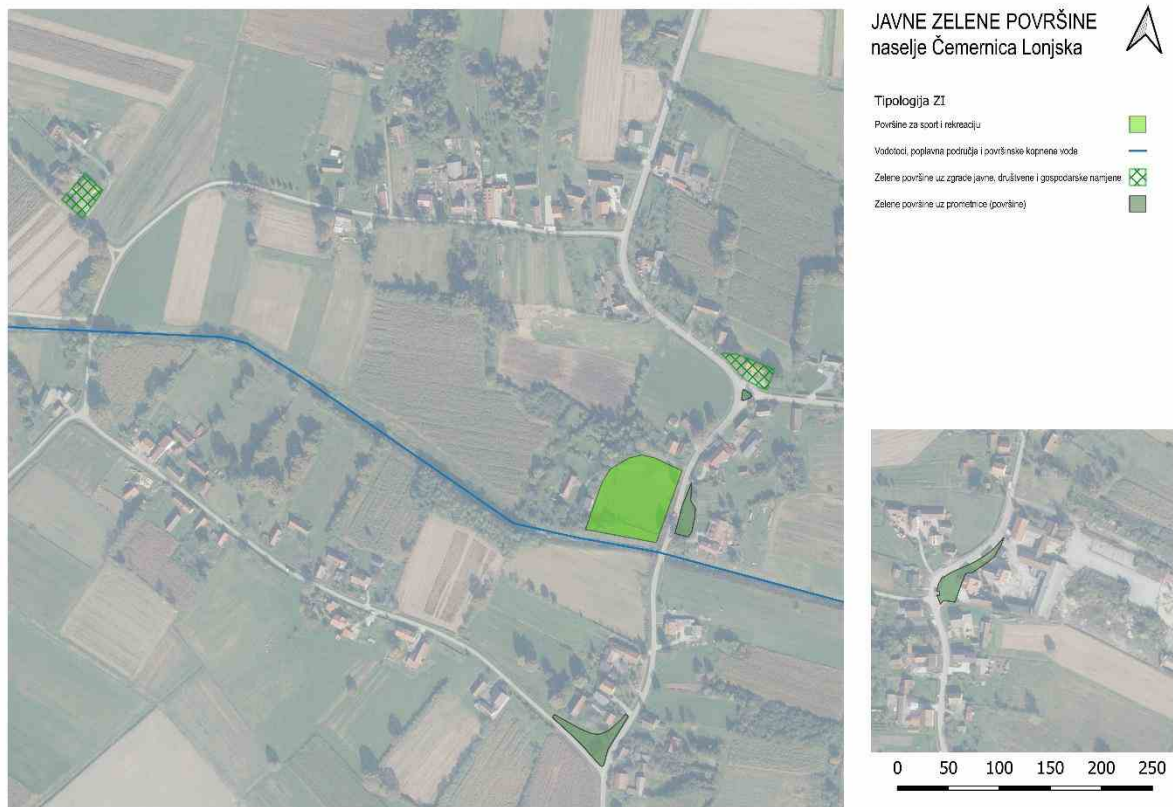 JAVNE ZELENE POVRŠINE
naselje Čemernica Lonjska
Tipologija ZI
Površine za sport i rekreaciju
Vodotoci, poplavna područja i površinske kopnene vode
Zelene površine uz zgrade javne, društvene i gospodarske namjene
Zelene površine uz prometnice (površine)
0 50 100 150 200 250